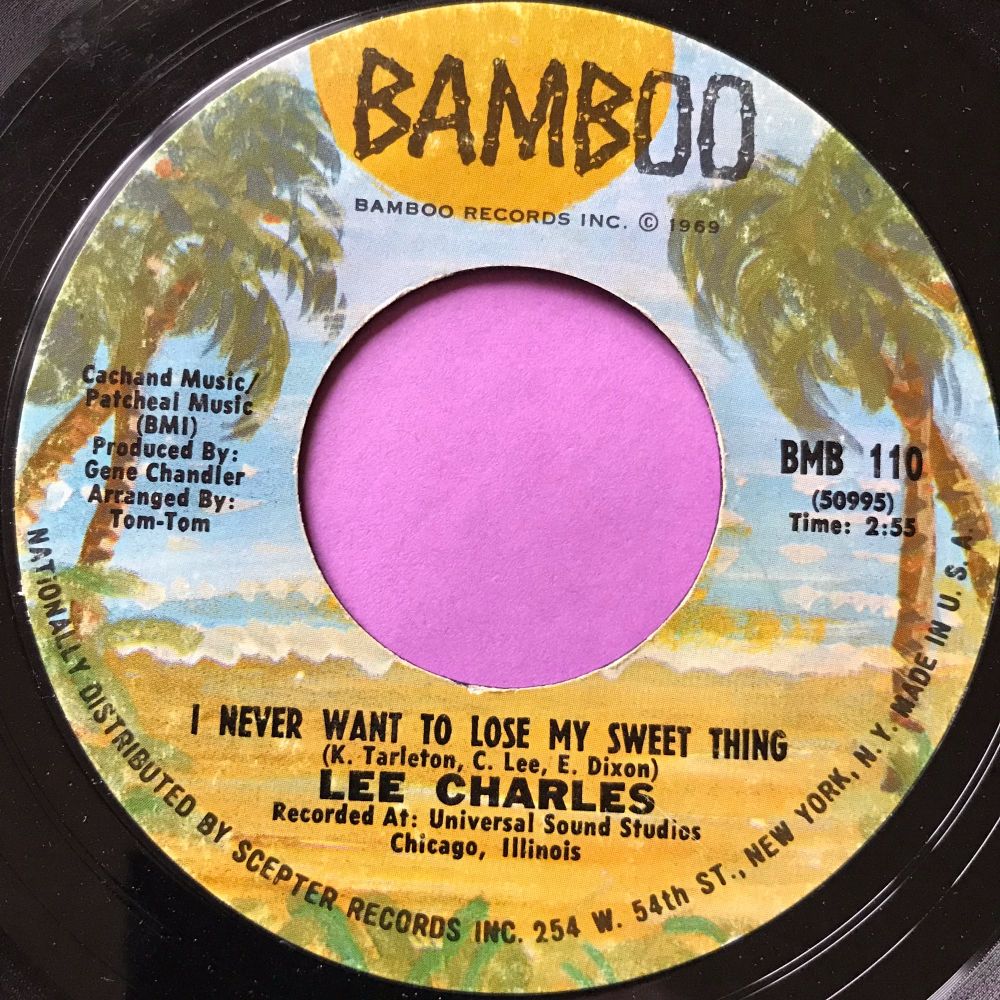 BAMBOO
BAMBOO RECORDS INC. © 1969
Cachand Music/
Patcheal Music
(BMI)
Produced By:
Gene Chandler
Arranged By:
Tom-Tom
BMB 110
(50995)
Time: 2:55
I NEVER WANT TO LOSE MY SWEET THING
(K. Tarleton, C. Lee, E. Dixon)
LEE CHARLES
Recorded At: Universal Sound Studios
Chicago, Illinois
NATIONALLY DISTRIBUTED BY SCEPTER RECORDS INC. 254 W. 54th ST., NEW YORK, N.Y. MADE IN U.S.A.